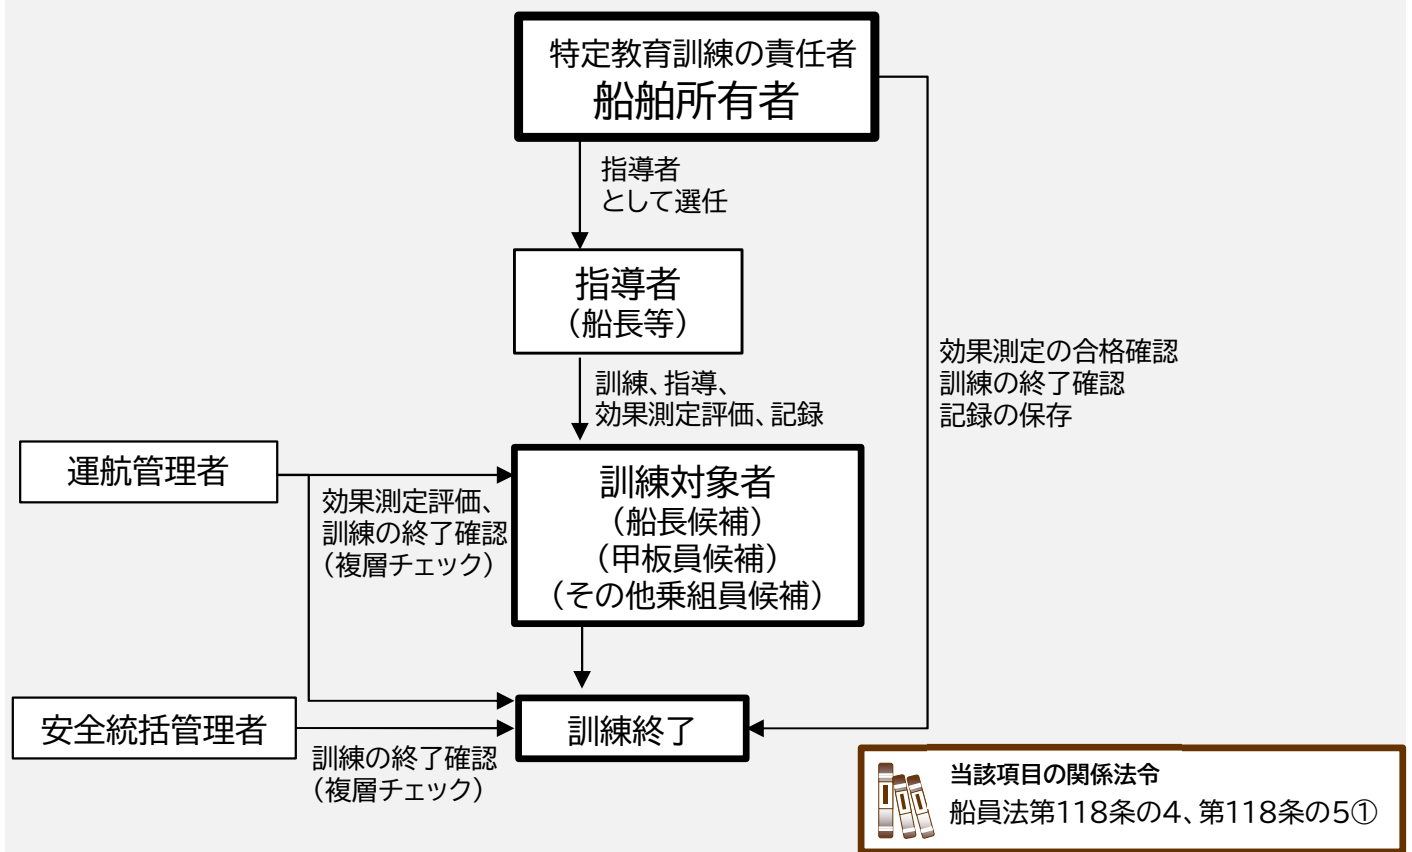 特定教育訓練の責任者
船舶所有者
指導者
として選任
指導者
（船長等）
訓練、指導、
効果測定評価、記録
効果測定の合格確認
訓練の終了確認
記録の保存
運航管理者
効果測定評価、
訓練の終了確認
（複層チェック）
訓練対象者
（船長候補）
（甲板員候補）
（その他乗組員候補）
安全統括管理者
訓練の終了確認
（複層チェック）
訓練終了
当該項目の関係法令
船員法第118条の4、第118条の5①